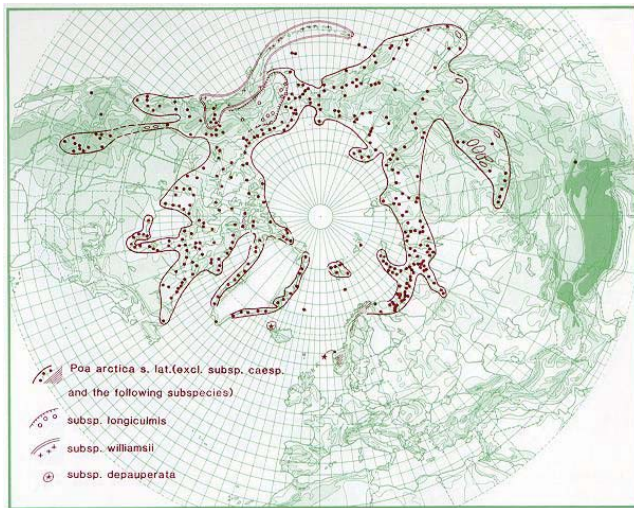 Poa arctica s. lat.(excl. subsp. caesp.
and the following subspecies)
subsp. longiculmis
subsp. williamsii
subsp. depauperata